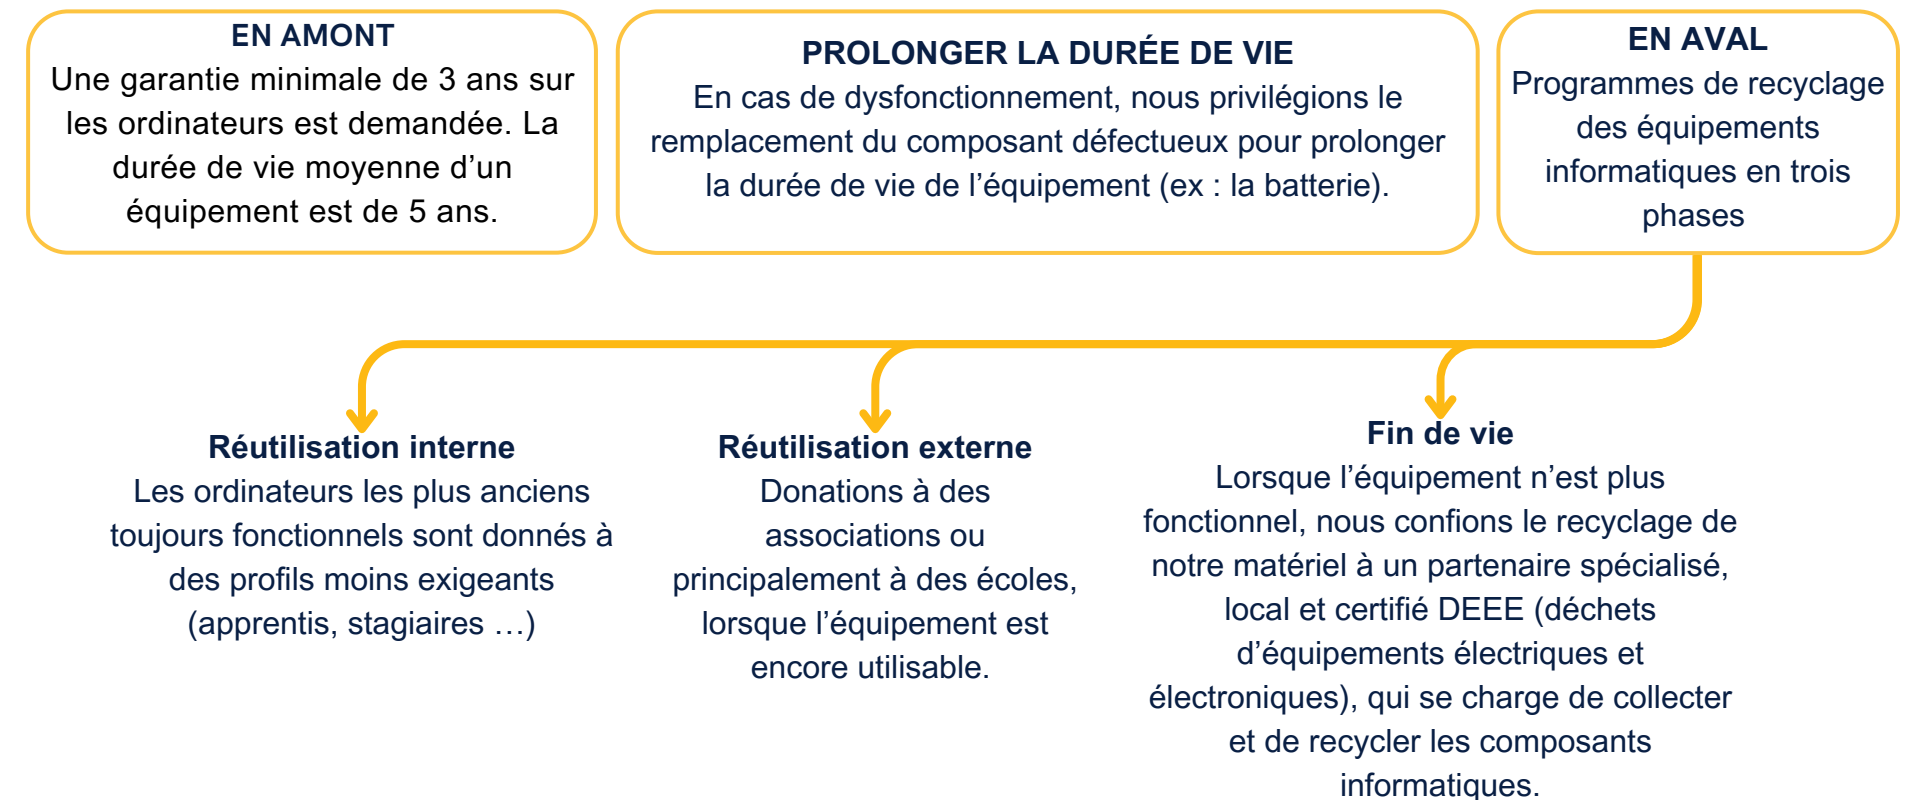 EN AMONT
Une garantie minimale de 3 ans sur
les ordinateurs est demandée. La
durée de vie moyenne d’un
équipement est de 5 ans.
PROLONGER LA DURÉE DE VIE
En cas de dysfonctionnement, nous privilégions le
remplacement du composant défectueux pour prolonger
la durée de vie de l’équipement (ex : la batterie).
EN AVAL
Programmes de recyclage
des équipements
informatiques en trois
phases
Réutilisation interne
Les ordinateurs les plus anciens
toujours fonctionnels sont donnés à
des profils moins exigeants
(apprentis, stagiaires …)
Réutilisation externe
Donations à des
associations ou
principalement à des écoles,
lorsque l’équipement est
encore utilisable.
Fin de vie
Lorsque l’équipement n’est plus
fonctionnel, nous confions le recyclage de
notre matériel à un partenaire spécialisé,
local et certifié DEEE (déchets
d’équipements électriques et
électroniques), qui se charge de collecter
et de recycler les composants
informatiques.